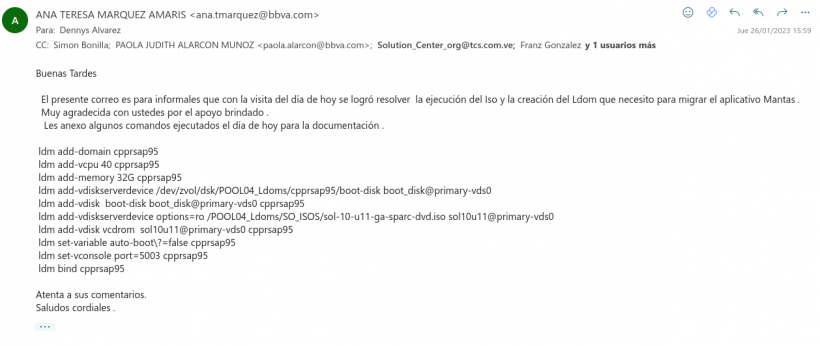 A
ANA TERESA MARQUEZ AMARIS <ana.tmarquez@bbva.com>
Para: Dennys Alvarez
Jue 26/01/2023 15:59
CC: Simon Bonilla; PAOLA JUDITH ALARCON MUNOZ <paola.alarcon@bbva.com>; Solution_Center_org@tcs.com.ve; Franz Gonzalez y 1 usuarios más
Buenas Tardes
El presente correo es para informales que con la visita del día de hoy se logró resolver la ejecución del Iso y la creación del Ldom que necesito para migrar el aplicativo Mantas .
Muy agradecida con ustedes por el apoyo brindado .
Les anexo algunos comandos ejecutados el día de hoy para la documentación .
ldm add-domain cpprsap95
ldm add-vcpu 40 cpprsap95
ldm add-memory 32G cpprsap95
ldm add-vdiskserverdevice /dev/zvol/dsk/POOL04_Ldoms/cpprsap95/boot-disk boot_disk@primary-vds0
ldm add-vdisk boot-disk boot_disk@primary-vds0 cpprsap95
ldm add-vdiskserverdevice options=ro /POOL04_Ldoms/SO_ISOS/sol-10-u11-ga-sparc-dvd.iso sol10u11@primary-vds0
ldm add-vdisk vcdrom sol10u11@primary-vds0 cpprsap95
ldm set-variable auto-boot\?=false cpprsap95
ldm set-vconsole port=5003 cpprsap95
ldm bind cpprsap95
Atenta a sus comentarios.
Saludos cordiales .